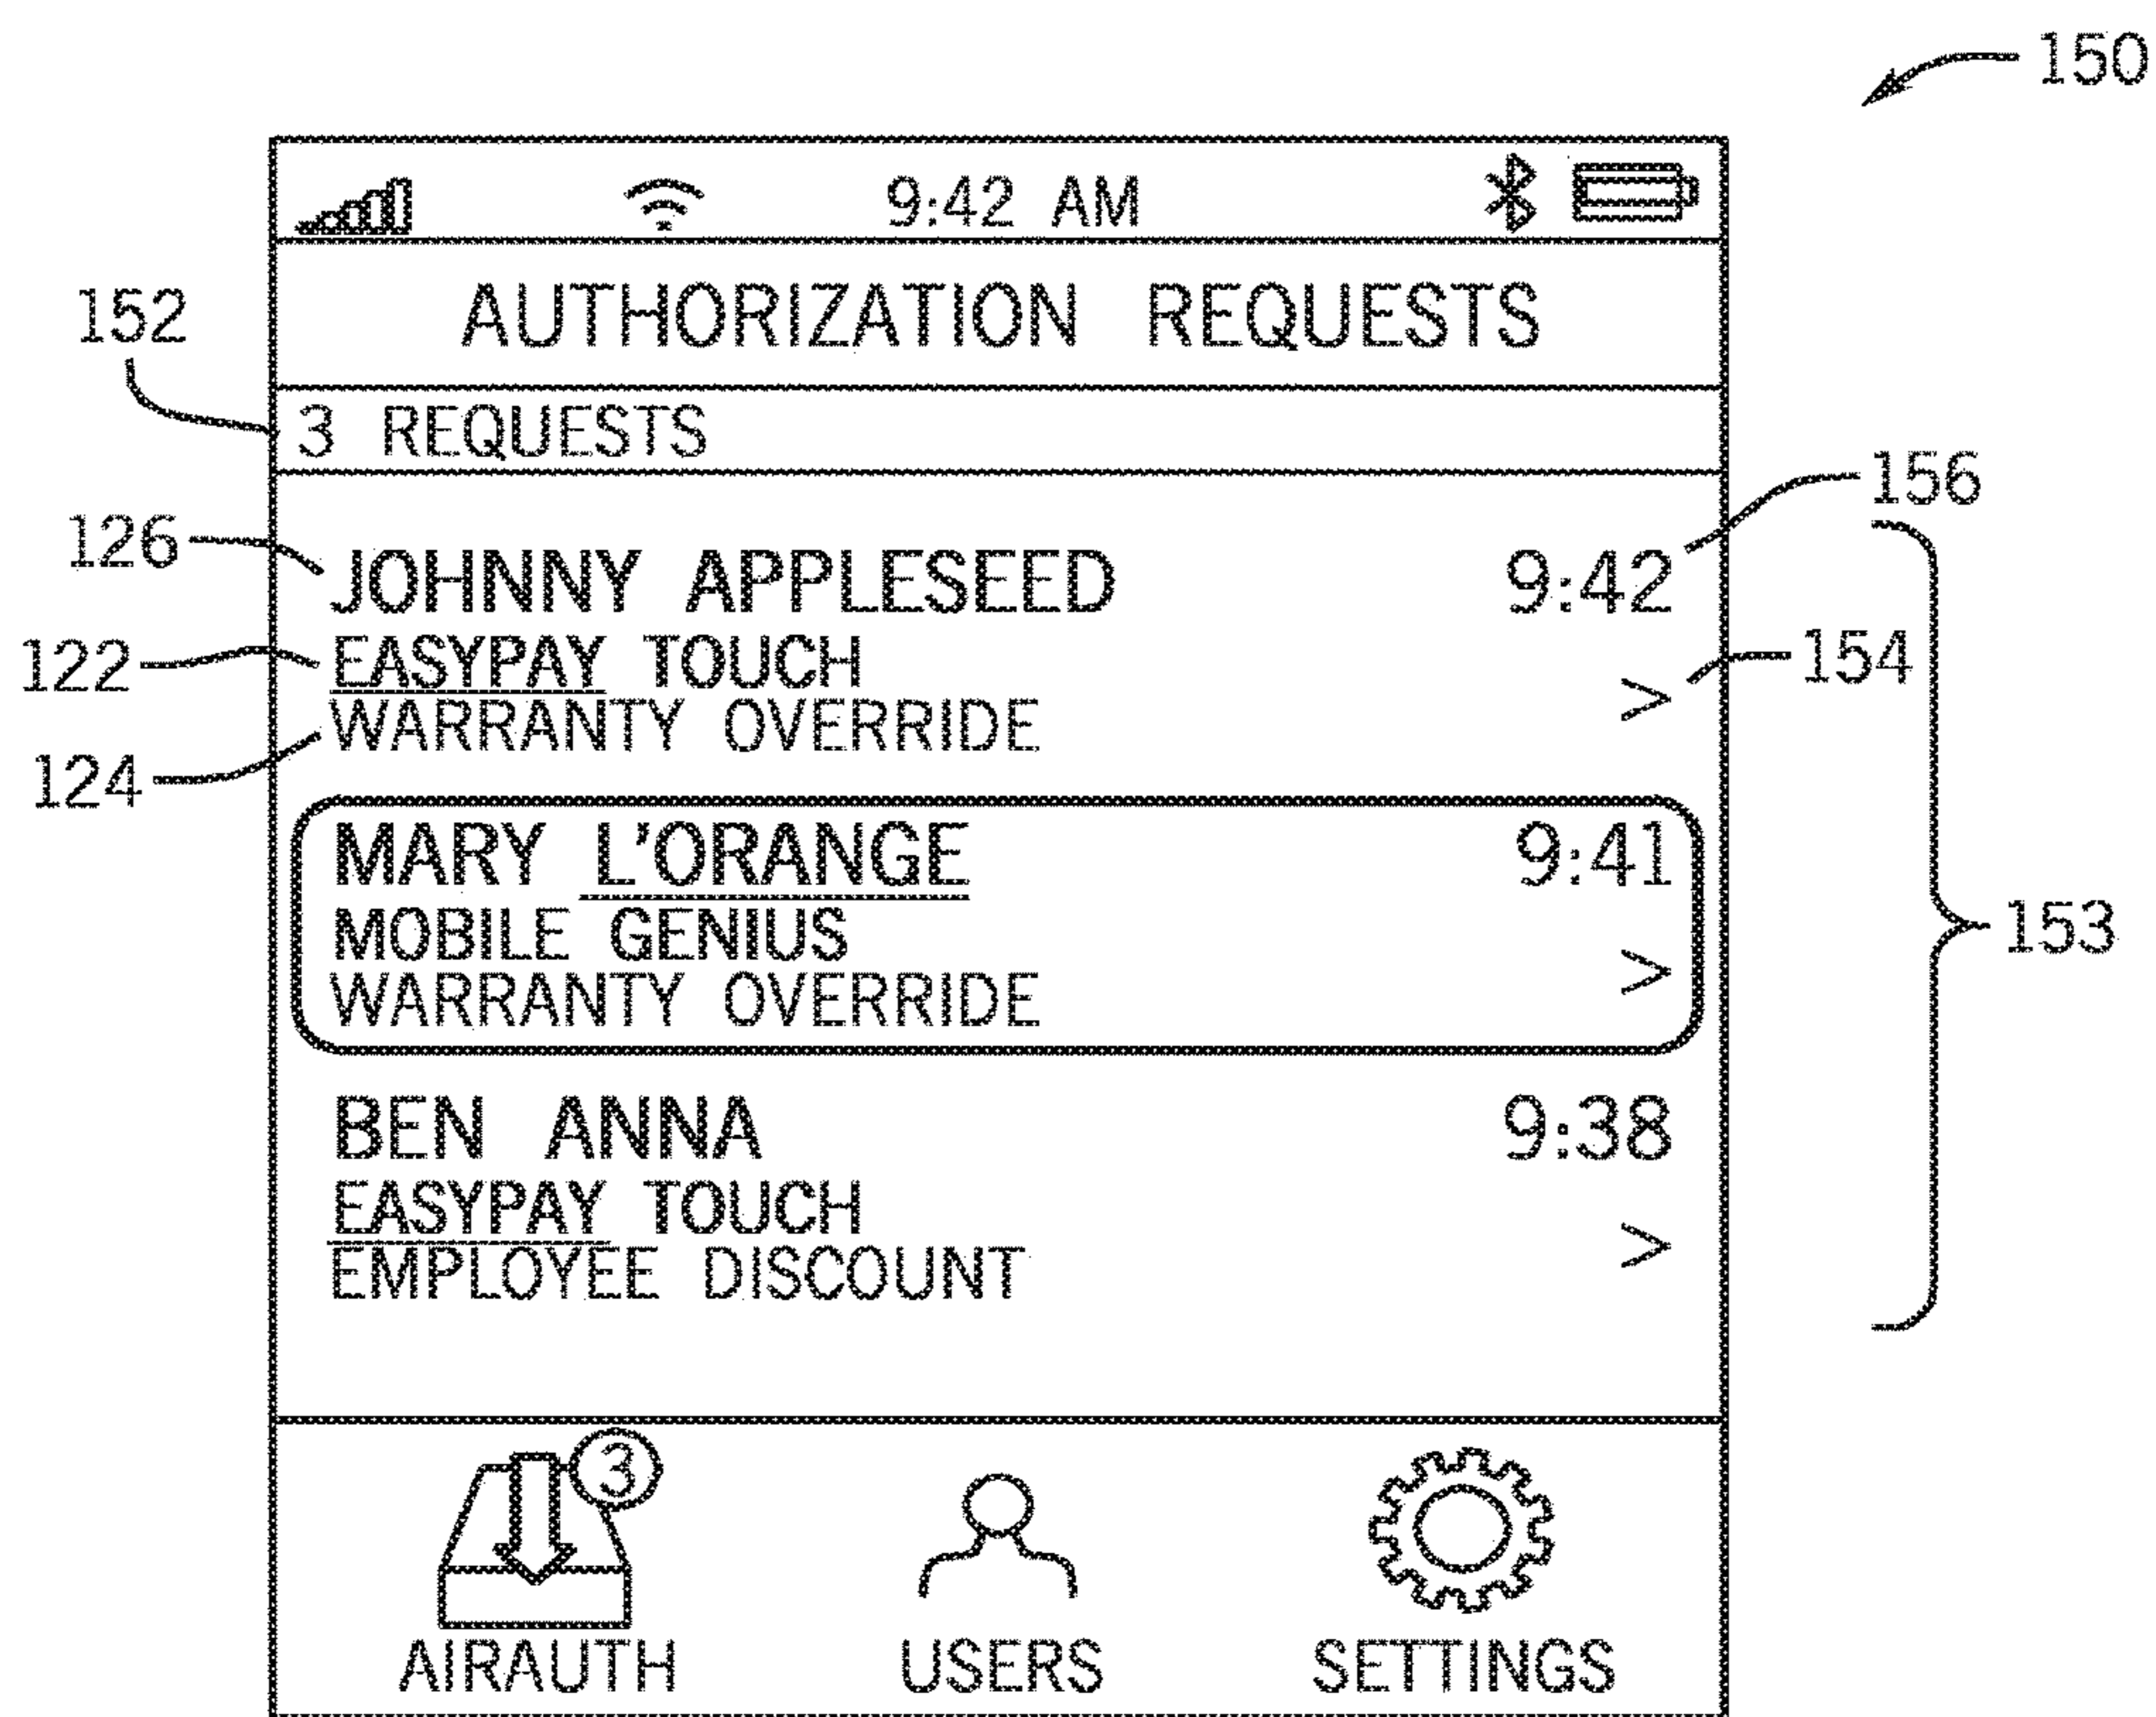 150
9:42 AM
AUTHORIZATION REQUESTS
152
3 REQUESTS
156
126
JOHNNY APPLESEED 9:42
122
EASYPAY TOUCH
154
>
124
WARRANTY OVERRIDE
MARY L'ORANGE 9:41
MOBILE GENIUS
>
153
WARRANTY OVERRIDE
BEN ANNA 9:38
EASYPAY TOUCH
>
EMPLOYEE DISCOUNT
3
AIRAUTH USERS SETTINGS